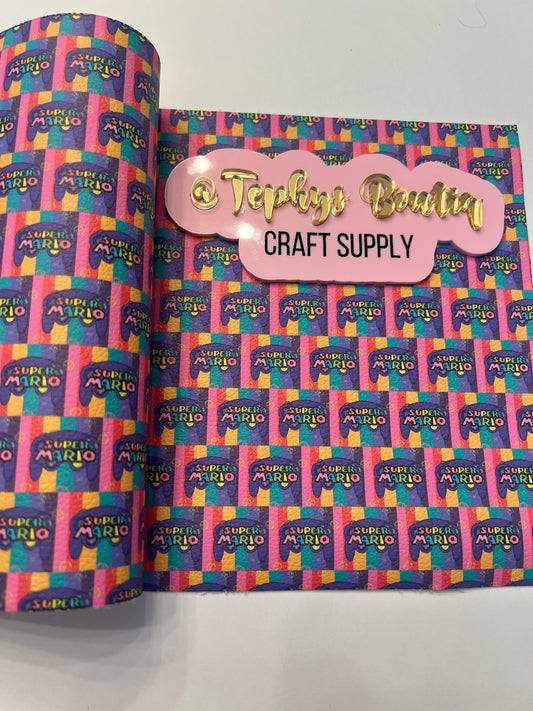 @Tephys Boutiq
CRAFT SUPPLY
SUPER
MARIO